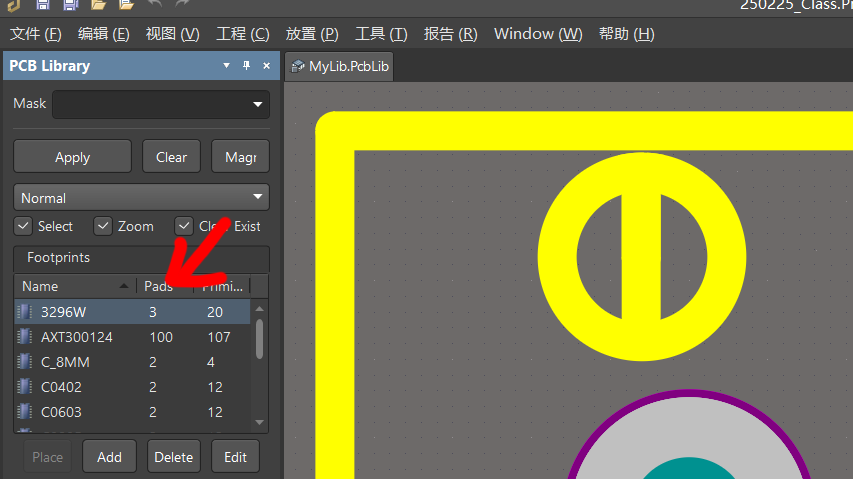 250225_Class.Pr
文件 (F) 编辑 (E) 视图 (V) 工程 (C) 放置 (P) 工具 (T) 报告 (R) Window (W) 帮助 (H)
PCB Library
MyLib.PcbLib
Mask
Apply Clear Magr
Normal
Select Zoom Exist
Footprints
Name Pads
3296W 3 20
AXT300124 100 107
C_8MM 2 4
C0402 2 12
C0603 2 12
Place Add Delete Edit